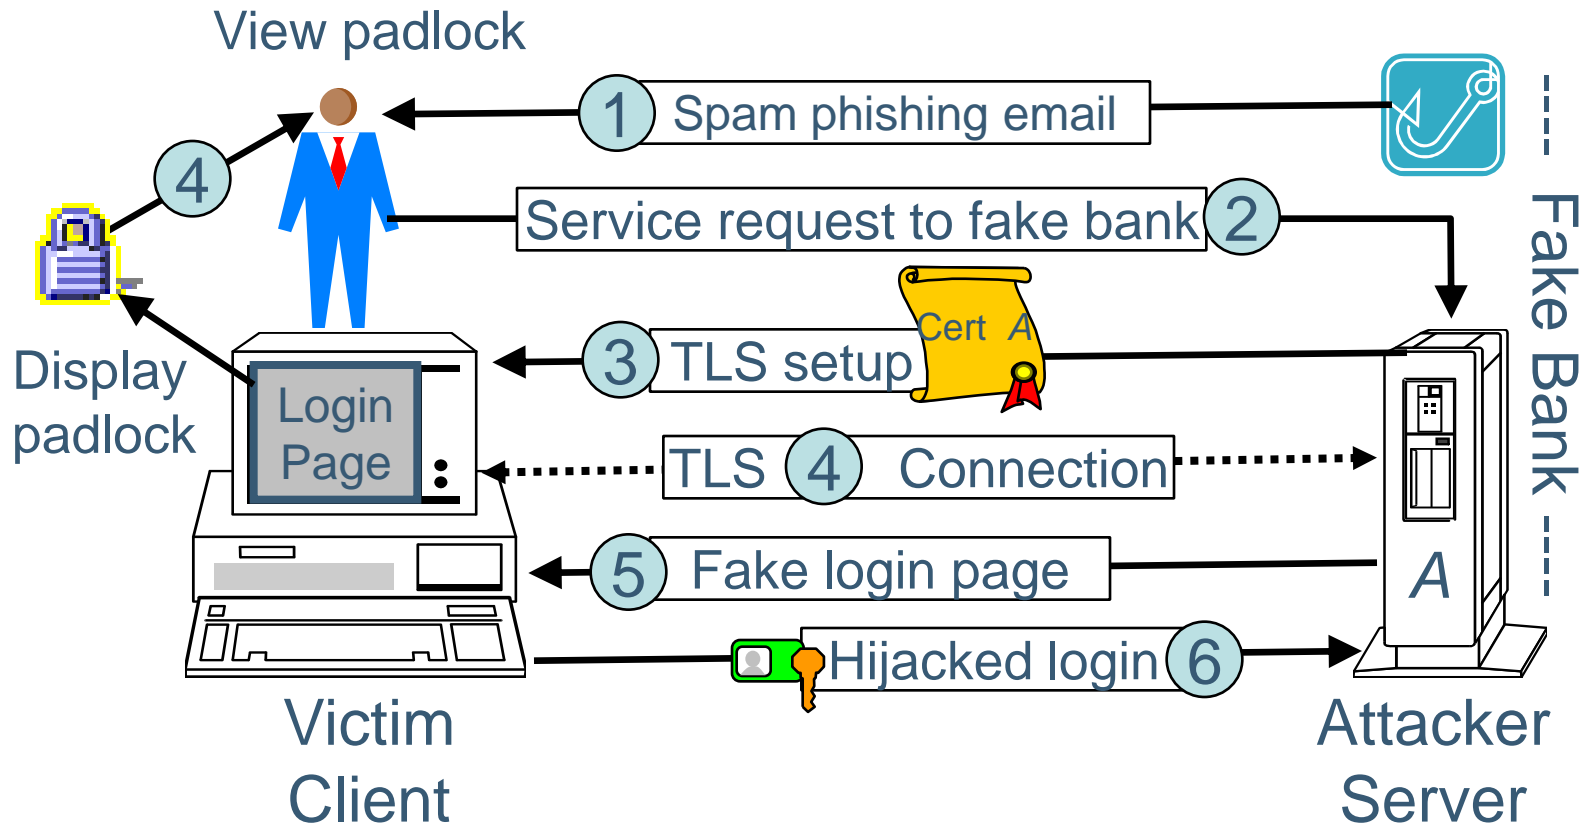 View padlock
1 Spam phishing email
4
Service request to fake bank 2
Cert A
3 TLS setup
Display
padlock
Login
Page
TLS 4 Connection
5 Fake login page
A
Hijacked login 6
----- Fake Bank -----
Victim
Client
Attacker
Server